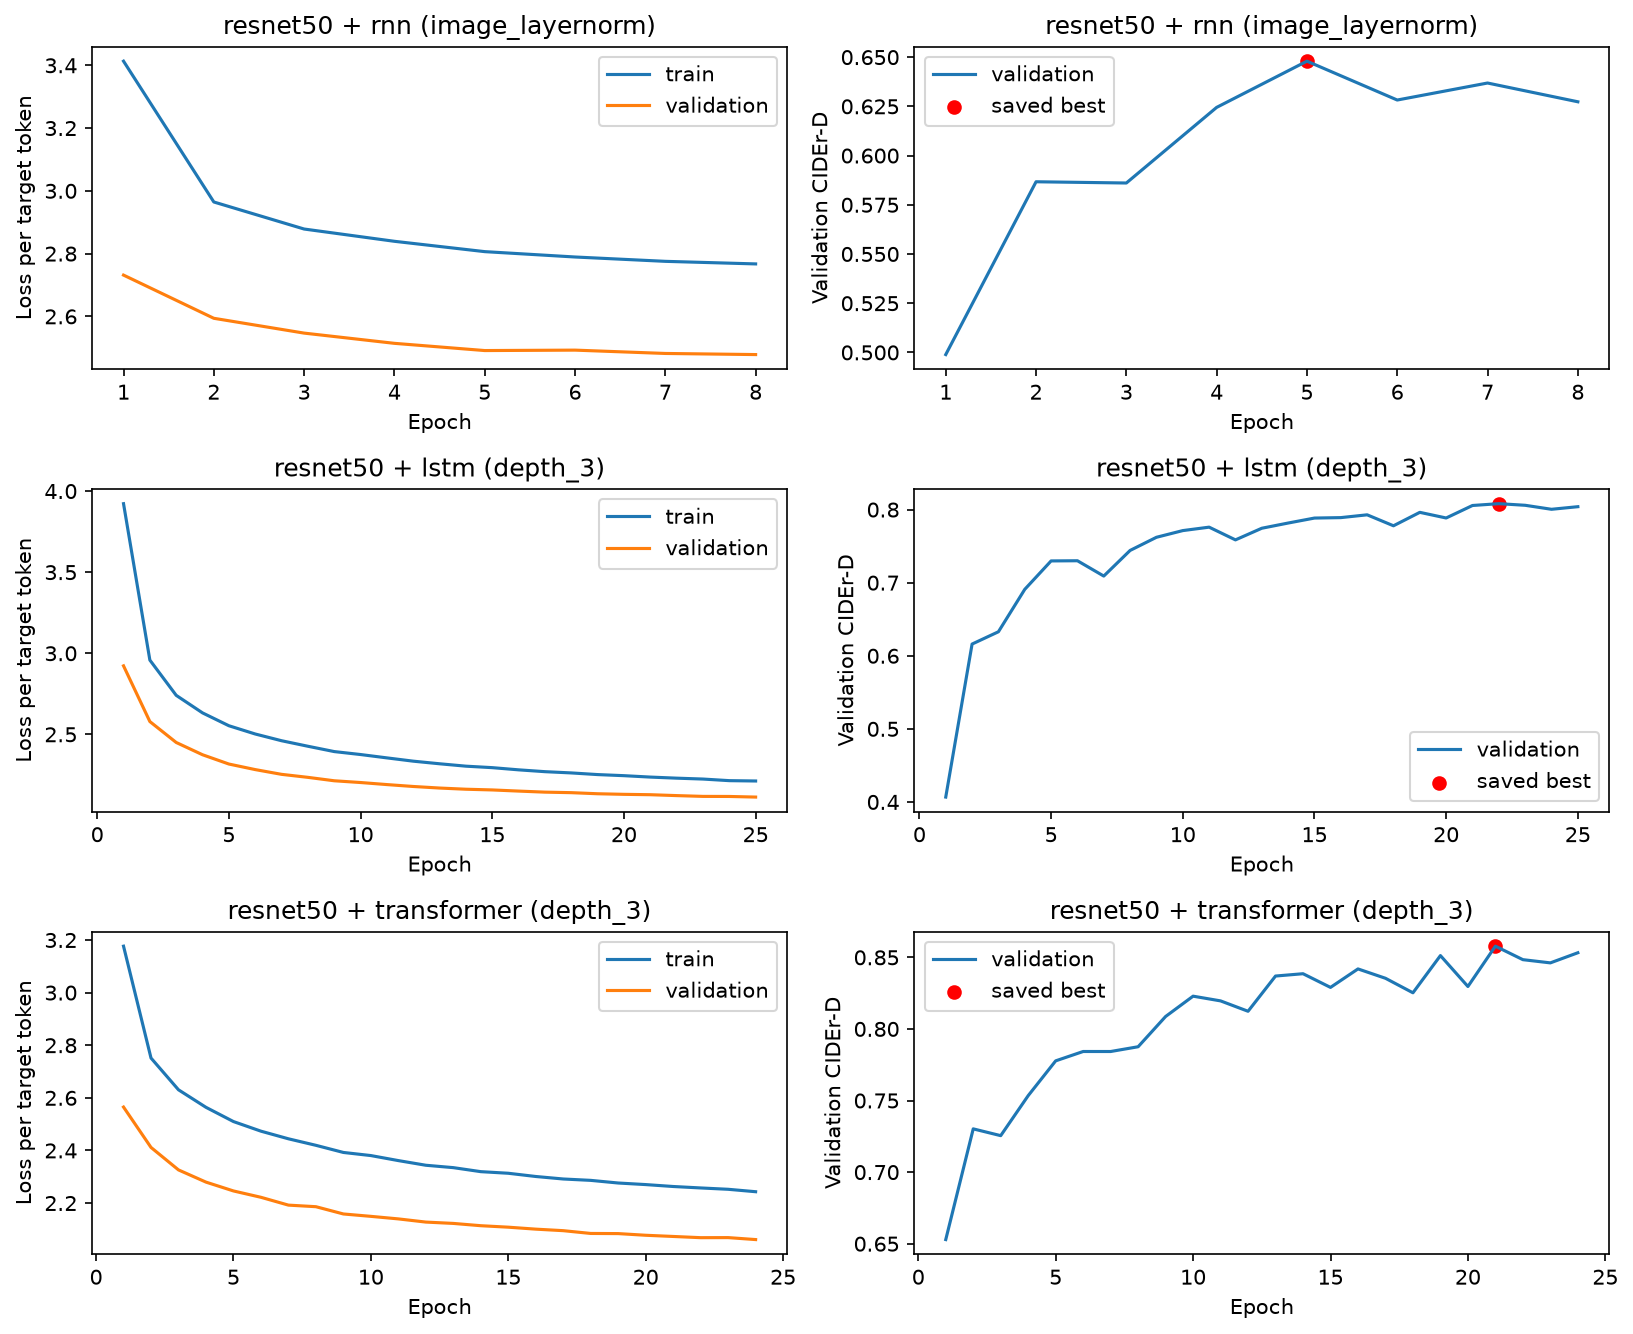 resnet50 + rnn (image_layernorm)
Loss per target token
3.4
3.2
3.0
2.8
2.6
train
validation
1 2 3 4 5 6 7 8
Epoch
resnet50 + rnn (image_layernorm)
Validation CIDEr-D
0.650
0.625
0.600
0.575
0.550
0.525
0.500
validation
saved best
1 2 3 4 5 6 7 8
Epoch
resnet50 + lstm (depth_3)
Loss per target token
4.0
3.5
3.0
2.5
train
validation
0 5 10 15 20 25
Epoch
resnet50 + lstm (depth_3)
Validation CIDEr-D
0.8
0.7
0.6
0.5
0.4
validation
saved best
0 5 10 15 20 25
Epoch
resnet50 + transformer (depth_3)
Loss per target token
3.2
3.0
2.8
2.6
2.4
2.2
train
validation
0 5 10 15 20 25
Epoch
resnet50 + transformer (depth_3)
Validation CIDEr-D
0.85
0.80
0.75
0.70
0.65
validation
saved best
0 5 10 15 20 25
Epoch